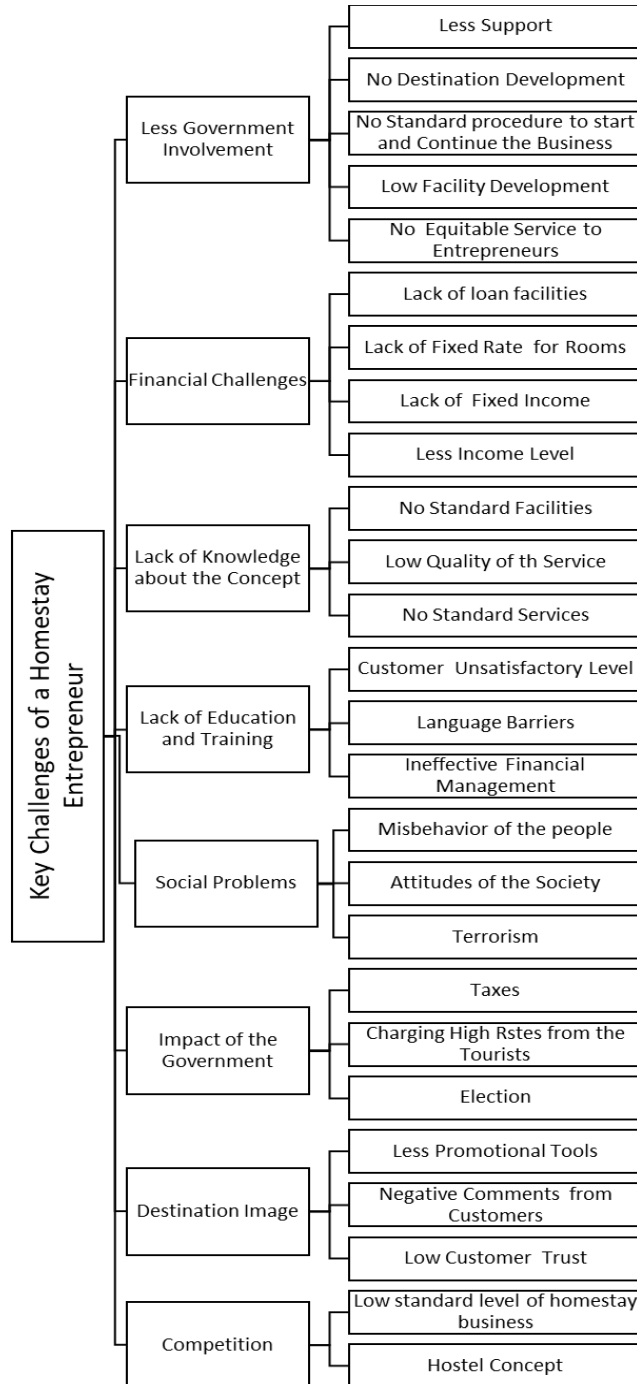 Key Challenges of a Homestay
Entrepreneur
Less Government
Involvement
Less Support
No Destination Development
No Standard procedure to start
and Continue the Business
Low Facility Development
No Equitable Service to
Entrepreneurs
Financial Challenges
Lack of loan facilities
Lack of Fixed Rate for Rooms
Lack of Fixed Income
Less Income Level
Lack of Knowledge
about the Concept
No Standard Facilities
Low Quality of th Service
No Standard Services
Lack of Education
and Training
Customer Unsatisfactory Level
Language Barriers
Ineffective Financial
Management
Social Problems
Misbehavior of the people
Attitudes of the Society
Terrorism
Impact of the
Government
Taxes
Charging High Rstes from the
Tourists
Election
Destination Image
Less Promotional Tools
Negative Comments from
Customers
Low Customer Trust
Competition
Low standard level of homestay
business
Hostel Concept